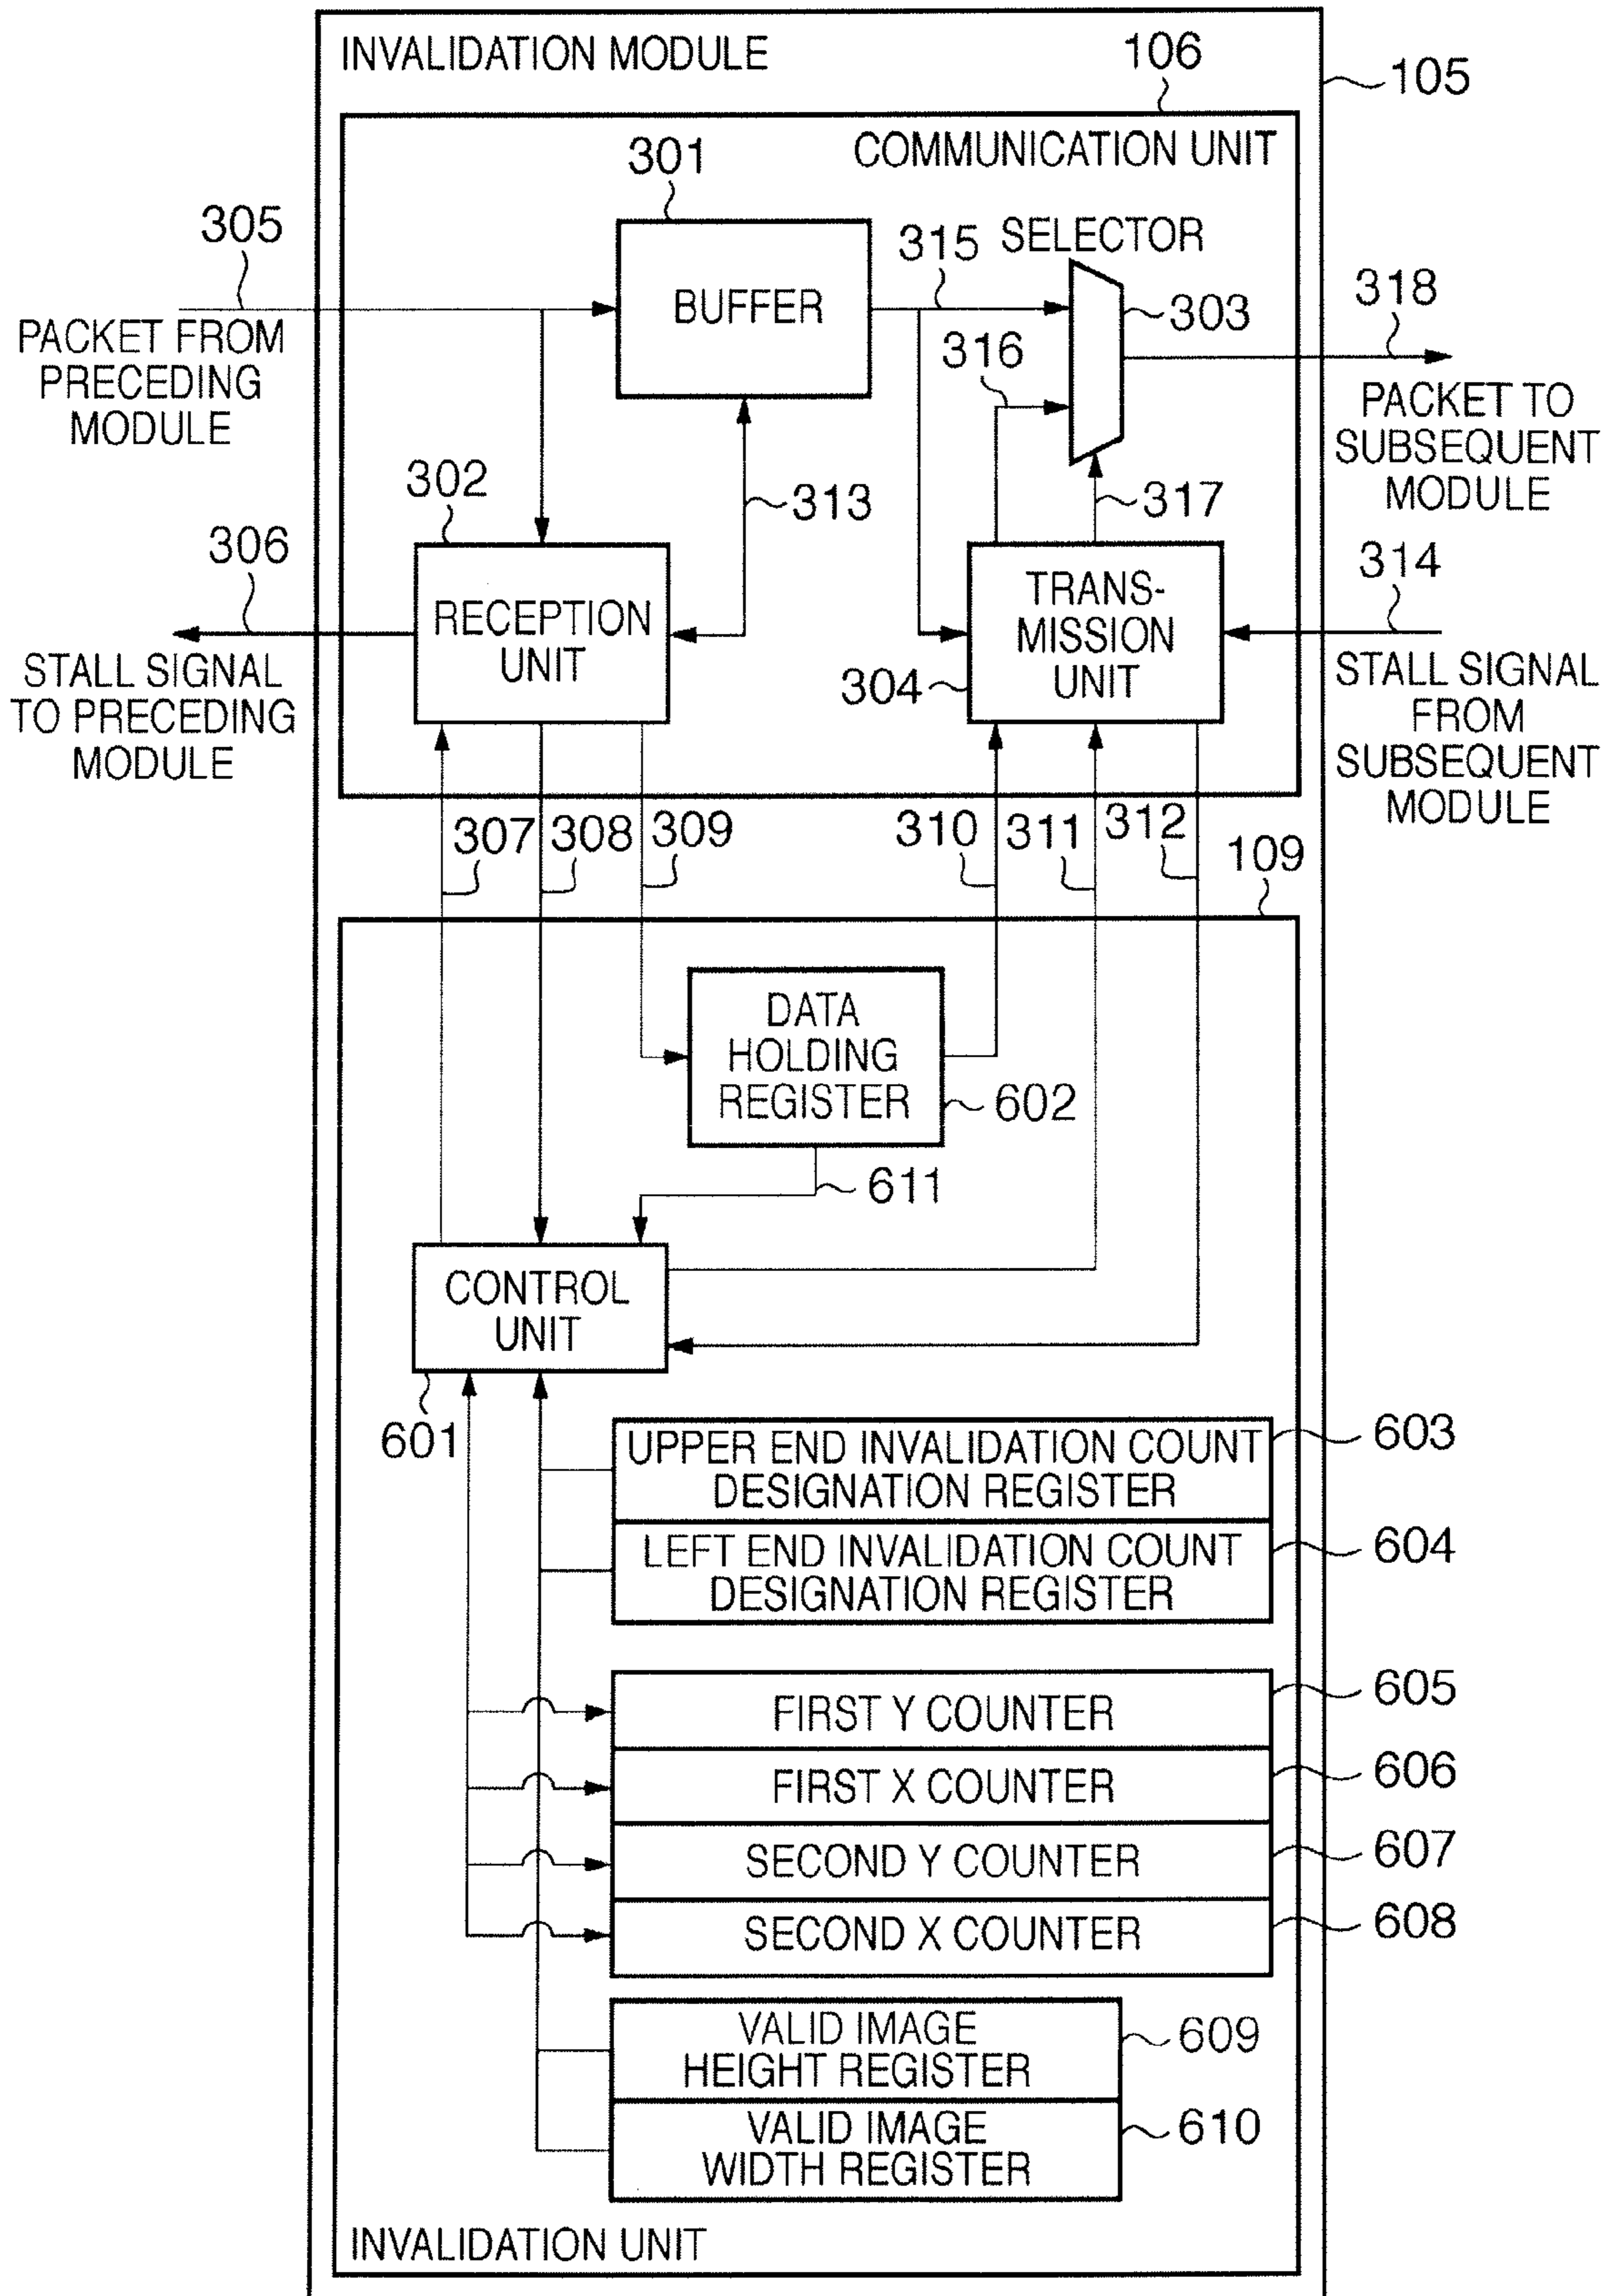 INVALIDATION MODULE
106
105
COMMUNICATION UNIT
301
305
315
SELECTOR
BUFFER
303
318
PACKET FROM
PRECEDING
MODULE
316
PACKET TO
SUBSEQUENT
MODULE
302
313
317
306
314
RECEPTION
UNIT
TRANS-
MISSION
UNIT
304
STALL SIGNAL
TO PRECEDING
MODULE
STALL SIGNAL
FROM
SUBSEQUENT
MODULE
307
308
309
310
311
312
109
DATA
HOLDING
REGISTER
602
611
CONTROL
UNIT
601
UPPER END INVALIDATION COUNT
DESIGNATION REGISTER
603
LEFT END INVALIDATION COUNT
DESIGNATION REGISTER
604
FIRST Y COUNTER
605
FIRST X COUNTER
606
SECOND Y COUNTER
607
SECOND X COUNTER
608
VALID IMAGE
HEIGHT REGISTER
609
VALID IMAGE
WIDTH REGISTER
610
INVALIDATION UNIT